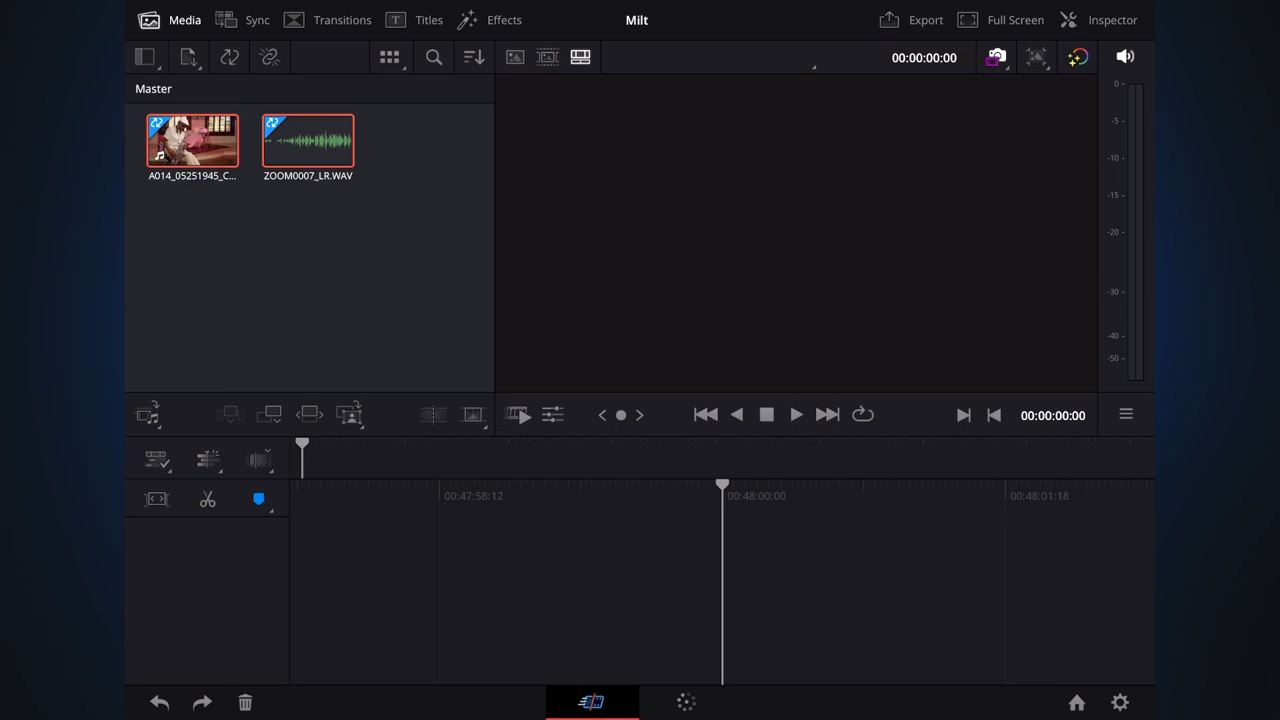 Media Sync Transitions T Titles Effects Milt Export Full Screen Inspector
00:00:00:00
Master
0
-5
-10
-15
-20
-30
-40
-50
A014_05251945_C... ZOOM0007_LR.WAV
00:00:00:00
00:47:58:12 00:48:00:00 00:48:01:18